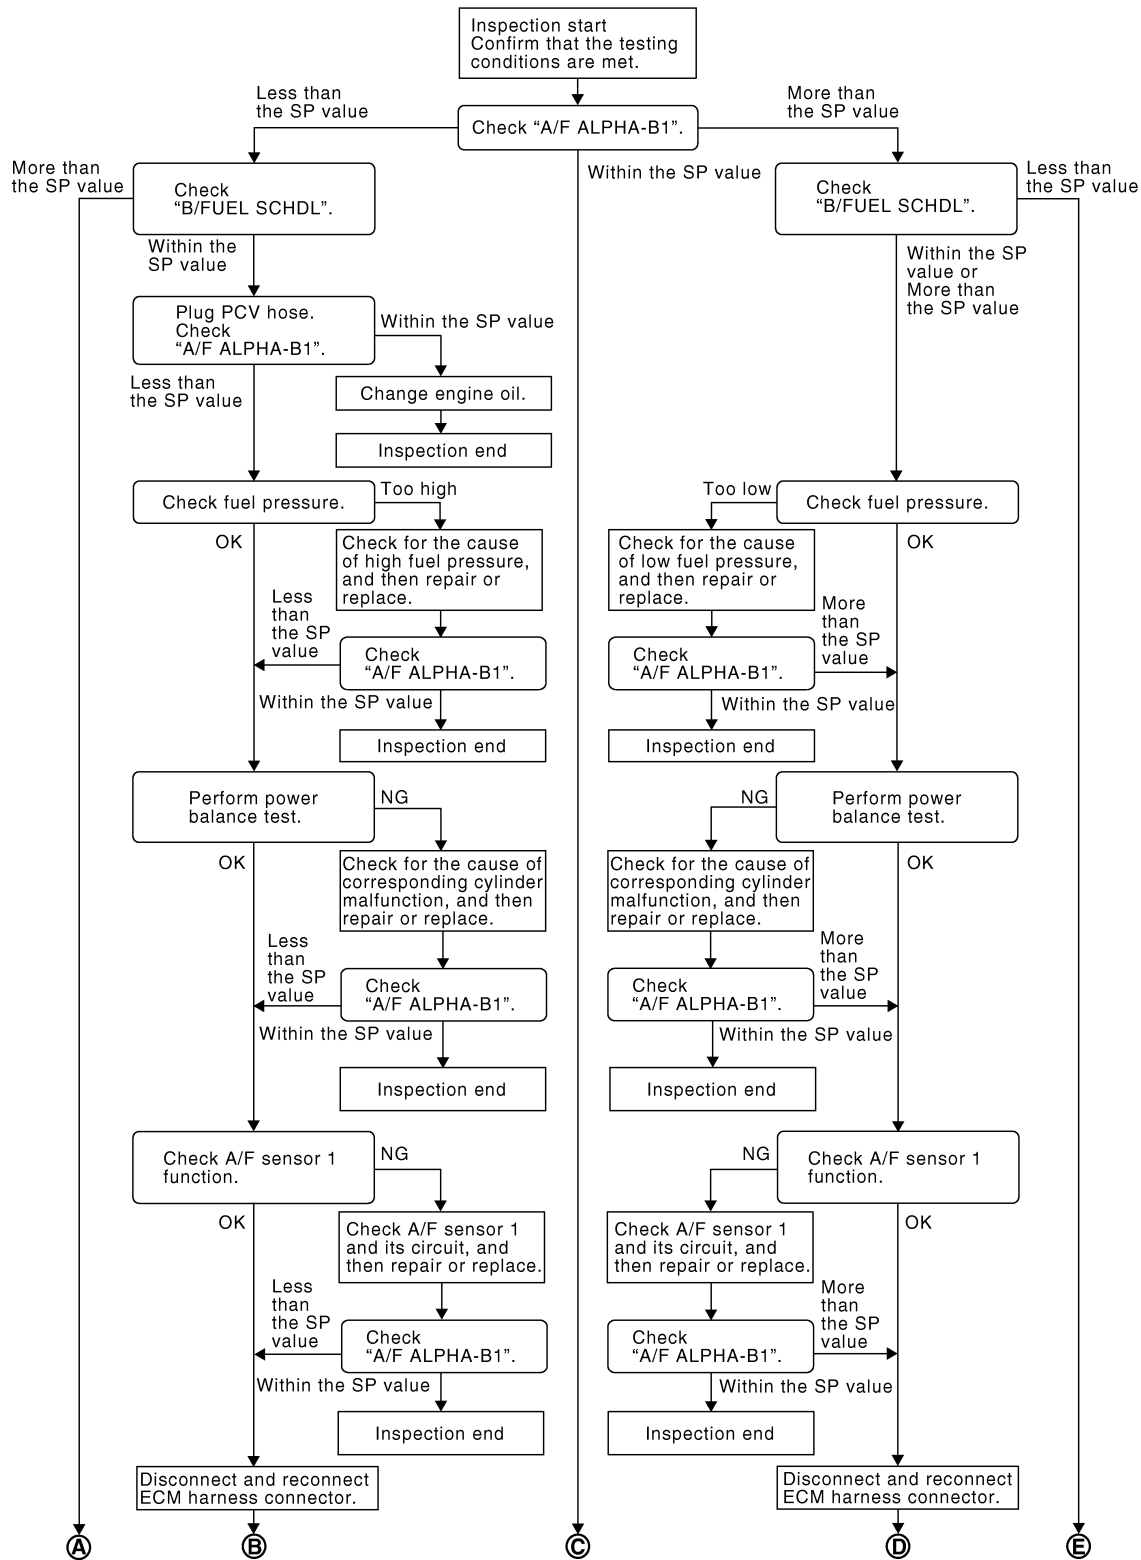 Inspection start
Confirm that the testing
conditions are met.
Less than
the SP value
More than
the SP value
Check “A/F ALPHA-B1”.
More than
the SP value
Within the SP value
Less than
the SP value
Check
“B/FUEL SCHDL”.
Check
“B/FUEL SCHDL”.
Within the
SP value
Within the SP
value or
More than
the SP value
Plug PCV hose.
Check
“A/F ALPHA-B1”.
Within the SP value
Less than
the SP value
Change engine oil.
Inspection end
Check fuel pressure.
Too high
Too low
Check fuel pressure.
OK
Check for the cause
of high fuel pressure,
and then repair or
replace.
Check for the cause
of low fuel pressure,
and then repair or
replace.
OK
Less
than
the SP
value
More
than
the SP
value
Check
“A/F ALPHA-B1”.
Check
“A/F ALPHA-B1”.
Within the SP value
Within the SP value
Inspection end
Inspection end
Perform power
balance test.
NG
NG
Perform power
balance test.
OK
Check for the cause of
corresponding cylinder
malfunction, and then
repair or replace.
Check for the cause of
corresponding cylinder
malfunction, and then
repair or replace.
OK
Less
than
the SP
value
More
than
the SP
value
Check
“A/F ALPHA-B1”.
Check
“A/F ALPHA-B1”.
Within the SP value
Within the SP value
Inspection end
Inspection end
Check A/F sensor 1
function.
NG
NG
Check A/F sensor 1
function.
OK
Check A/F sensor 1
and its circuit, and
then repair or replace.
Check A/F sensor 1
and its circuit, and
then repair or replace.
OK
Less
than
the SP
value
More
than
the SP
value
Check
“A/F ALPHA-B1”.
Check
“A/F ALPHA-B1”.
Within the SP value
Within the SP value
Inspection end
Inspection end
Disconnect and reconnect
ECM harness connector.
Disconnect and reconnect
ECM harness connector.
A
B
C
D
E